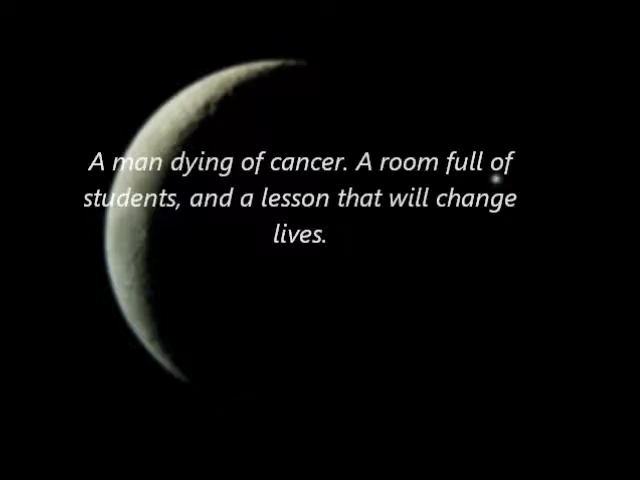 A man dying of cancer. A room full of
students, and a lesson that will change
lives.